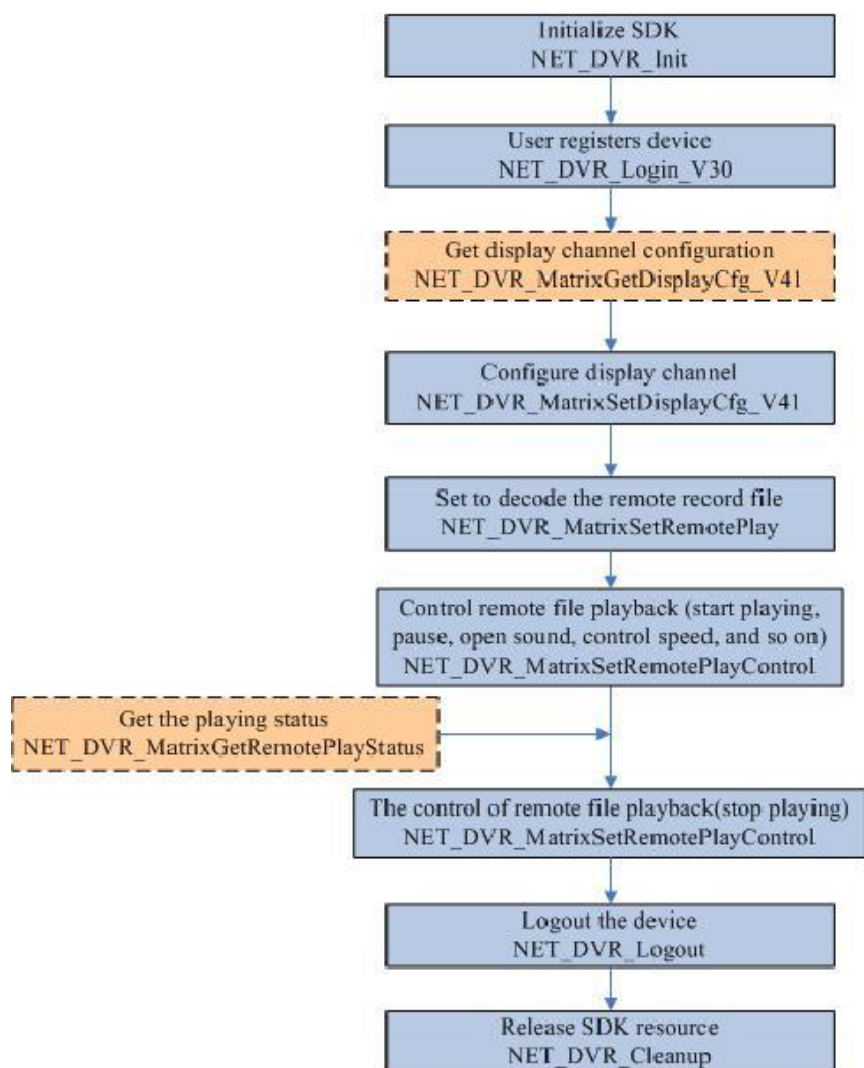 Initialize SDK
NET_DVR_Init
User registers device
NET_DVR_Login_V30
Get display channel configuration
NET_DVR_MatrixGetDisplayCfg_V41
Configure display channel
NET_DVR_MatrixSetDisplayCfg_V41
Set to decode the remote record file
NET_DVR_MatrixSetRemotePlay
Control remote file playback (start playing,
pause, open sound, control speed, and so on)
NET_DVR_MatrixSetRemotePlayControl
Get the playing status
NET_DVR_MatrixGetRemotePlayStatus
The control of remote file playback(stop playing)
NET_DVR_MatrixSetRemotePlayControl
Logout the device
NET_DVR_Logout
Release SDK resource
NET_DVR_Cleanup